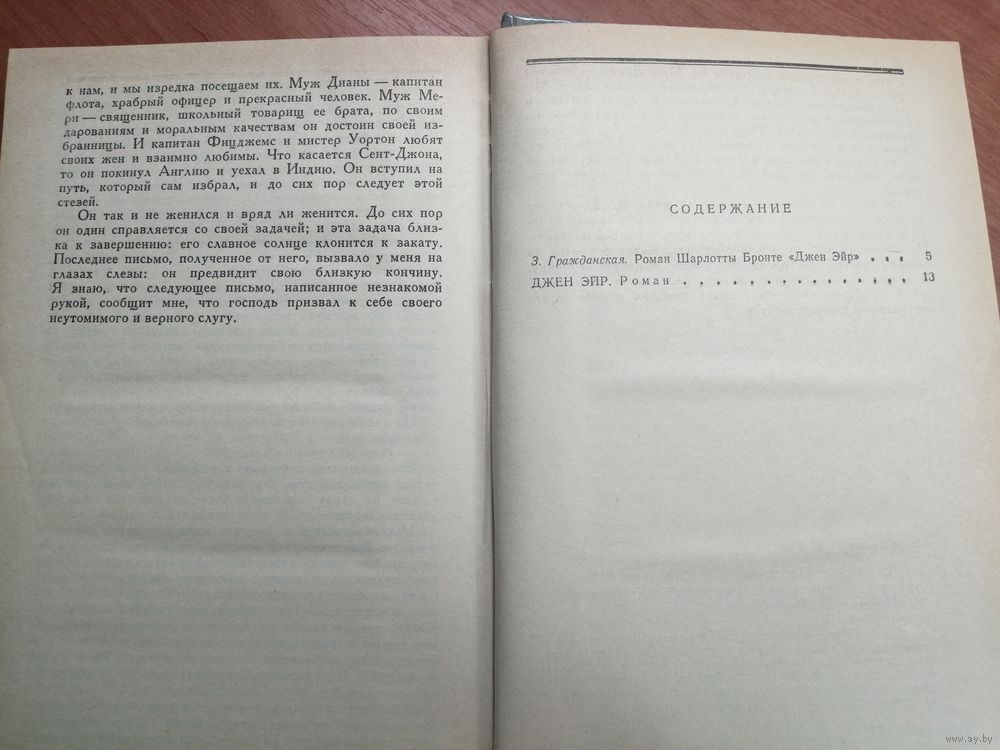 к нам, и мы изредка посещаем их. Муж Дианы — капитан
флота, храбрый офицер и прекрасный человек. Муж Ме-
ри — священник, школьный товарищ ее брата, по своим
дарованиям и моральным качествам он достоин своей из-
бранницы. И капитан Фицджемс и мистер Уортон любят
своих жен и взаимно любимы. Что касается Сент-Джона,
то он покинул Англию и уехал в Индию. Он вступил на
путь, который сам избрал, и до сих пор следует этой
стезей.
Он так и не женился и вряд ли женится. До сих пор
он один справляется со своей задачей; и эта задача близ-
ка к завершению: его славное солнце клонится к закату.
Последнее письмо, полученное от него, вызвало у меня на
глазах слезы: он предвидит свою близкую кончину.
Я знаю, что следующее письмо, написанное незнакомой
рукой, сообщит мне, что господь призвал к себе своего
неутомимого и верного слугу.
СОДЕРЖАНИЕ
З. Гражданская. Роман Шарлотты Бронте «Джен Эйр» . . . 5
ДЖЕН ЭЙР. Роман . . . . . . . . . . . . . . . 13
www.ay.by